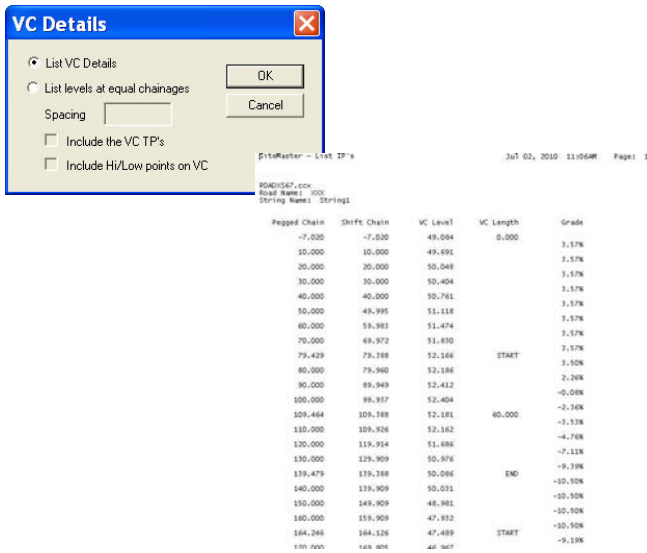 VC Details
List VC Details
List levels at equal chainages
Spacing
Include the VC TP's
Include Hi/Low points on VC
OK
Cancel
SiteMaster - List IP's Jul 02, 2010 11:06AM Page: 1
ROADXS67.ccx
Road Name: XXX
String Name: String1
Pegged Chain Shift Chain VC Level VC Length Grade
-7.020 -7.020 49.084 0.000
3.57%
10.000 10.000 49.691
3.57%
20.000 20.000 50.048
3.57%
30.000 30.000 50.404
3.57%
40.000 40.000 50.761
3.57%
50.000 49.995 51.118
3.57%
60.000 59.983 51.474
3.57%
70.000 69.972 51.830
3.57%
79.429 79.388 52.166 START
3.50%
80.000 79.960 52.186
2.26%
90.000 89.949 52.412
-0.08%
100.000 99.937 52.404
-2.36%
109.464 109.388 52.181 60.000
-3.53%
110.000 109.926 52.162
-4.76%
120.000 119.914 51.686
-7.11%
130.000 129.909 50.976
-9.39%
139.479 139.388 50.086 END
-10.50%
140.000 139.909 50.031
-10.50%
150.000 149.909 48.981
-10.50%
160.000 159.909 47.932
-10.50%
164.246 164.126 47.489 START
-9.19%
170.000 169.805 46.967